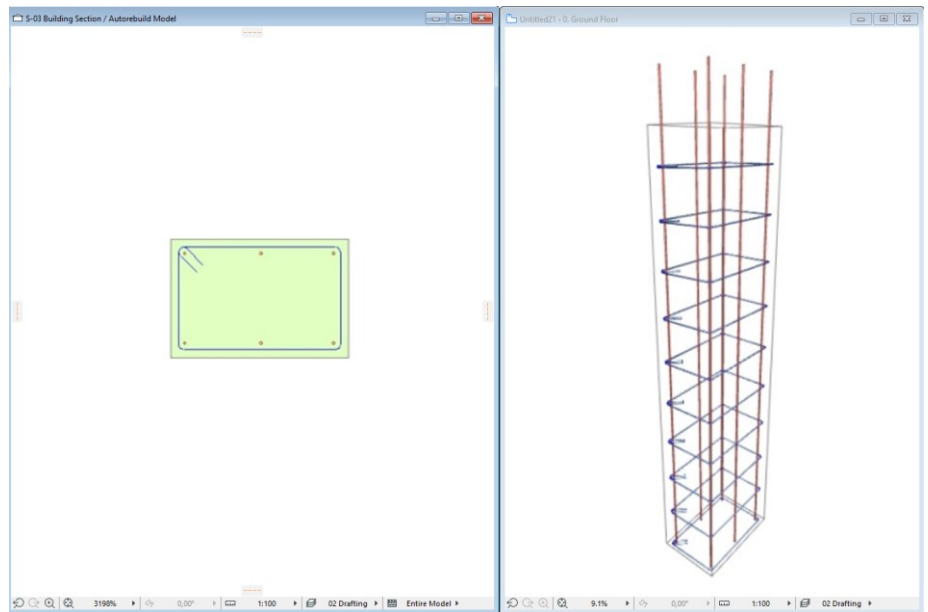 S-03 Building Section / Autorebuild Model
Untitled21 - 0. Ground Floor
3198% 0,00° 1:100 02 Drafting Entire Model
9.1% 0,00° 1:100 02 Drafting